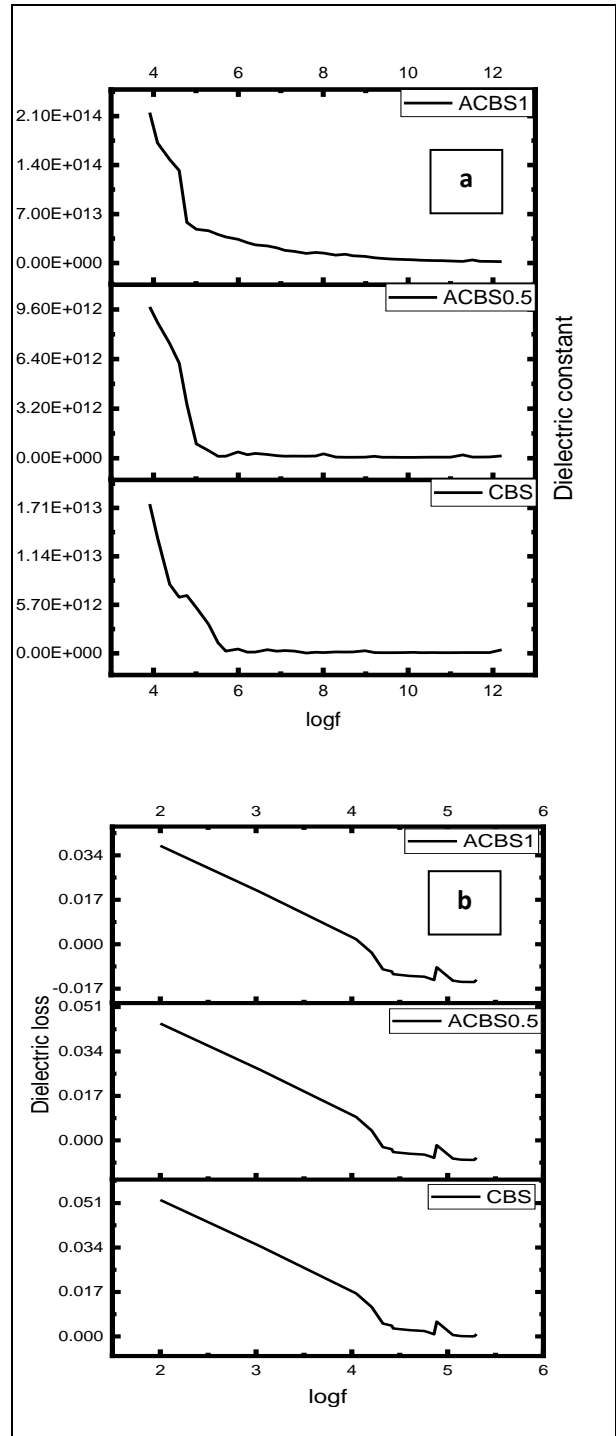 4 6 8 10 12
ACBS1
2.10E+014
a
1.40E+014
7.00E+013
0.00E+000
ACBS0.5
9.60E+012
6.40E+012
3.20E+012
0.00E+000
Dielectric constant
CBS
1.71E+013
1.14E+013
5.70E+012
0.00E+000
4 6 8 10 12
logf
2 3 4 5 6
ACBS1
0.034
b
0.017
0.000
-0.017
0.051
ACBS0.5
0.034
0.017
0.000
Dielectric loss
CBS
0.051
0.034
0.017
0.000
2 3 4 5 6
logf